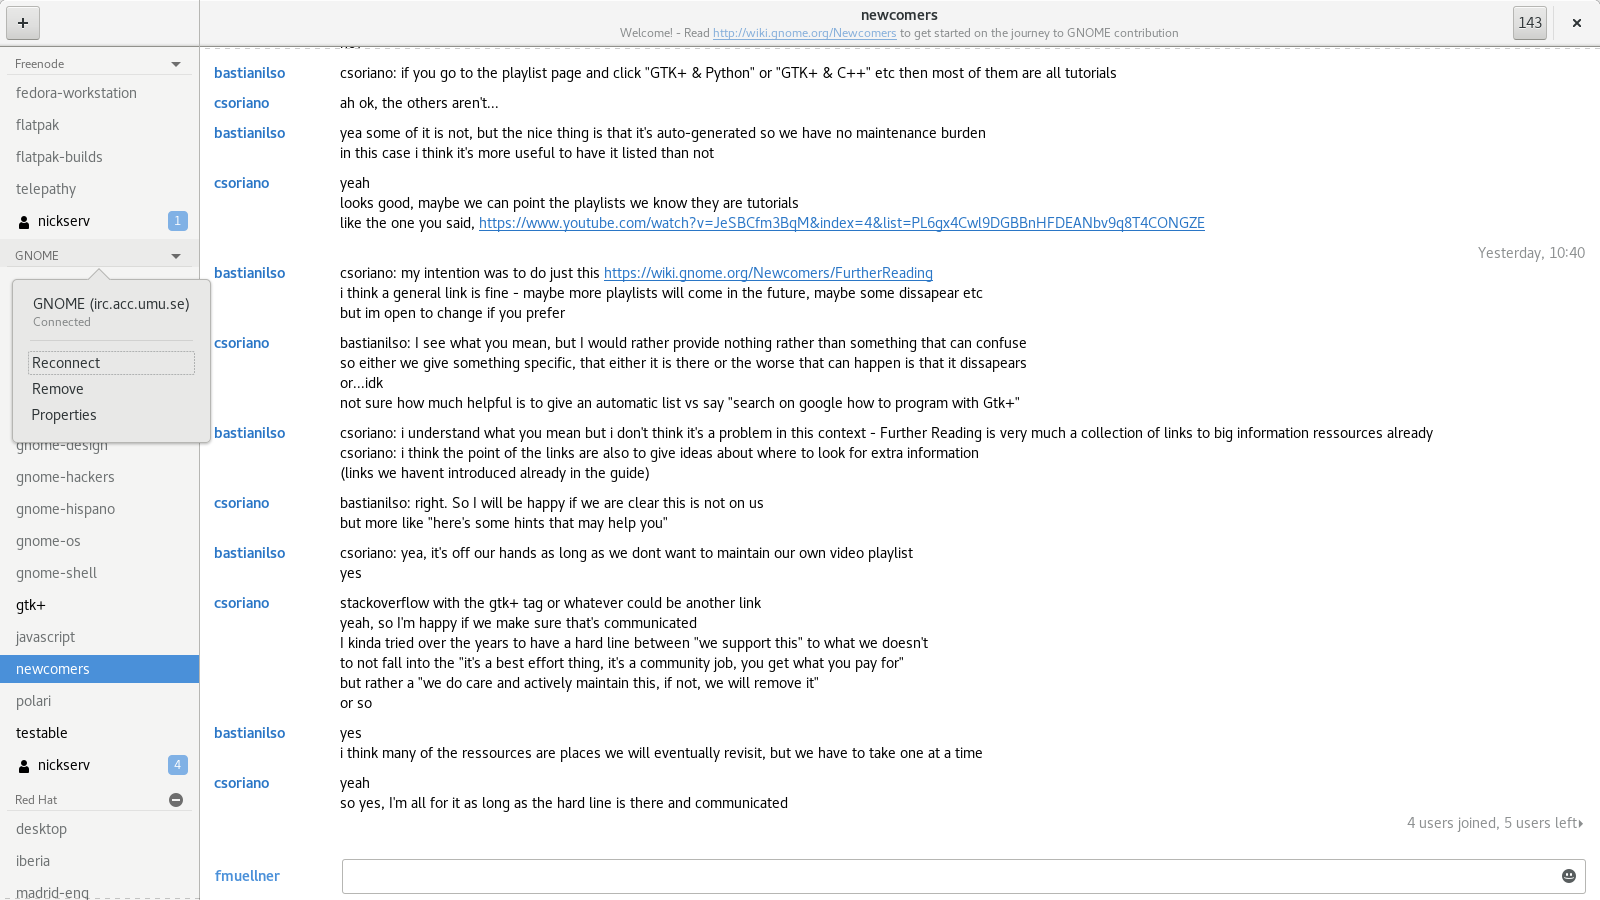 +
newcomers
Welcome! - Read http://wiki.gnome.org/Newcomers to get started on the journey to GNOME contribution
143
Freenode
fedora-workstation
flatpak
flatpak-builds
telepathy
nickserv 1
GNOME
GNOME (irc.acc.umu.se)
Connected
Reconnect
Remove
Properties
gnome-design
gnome-hackers
gnome-hispano
gnome-os
gnome-shell
gtk+
javascript
newcomers
polari
testable
nickserv 4
Red Hat
desktop
iberia
madrid-eng
bastianilso csoriano: if you go to the playlist page and click "GTK+ & Python" or "GTK+ & C++" etc then most of them are all tutorials
csoriano ah ok, the others aren't...
bastianilso yea some of it is not, but the nice thing is that it's auto-generated so we have no maintenance burden
in this case i think it's more useful to have it listed than not
csoriano yeah
looks good, maybe we can point the playlists we know they are tutorials
like the one you said, https://www.youtube.com/watch?v=JeSBCfm3BqM&index=4&list=PL6gx4Cwl9DGBBnHFDEANbv9q8T4CONGZE
Yesterday, 10:40
bastianilso csoriano: my intention was to do just this https://wiki.gnome.org/Newcomers/FurtherReading
i think a general link is fine - maybe more playlists will come in the future, maybe some dissapear etc
but im open to change if you prefer
csoriano bastianilso: I see what you mean, but I would rather provide nothing rather than something that can confuse
so either we give something specific, that either it is there or the worse that can happen is that it dissapears
or...idk
not sure how much helpful is to give an automatic list vs say "search on google how to program with Gtk+"
bastianilso csoriano: i understand what you mean but i don't think it's a problem in this context - Further Reading is very much a collection of links to big information ressources already
csoriano: i think the point of the links are also to give ideas about where to look for extra information
(links we havent introduced already in the guide)
csoriano bastianilso: right. So I will be happy if we are clear this is not on us
but more like "here's some hints that may help you"
bastianilso csoriano: yea, it's off our hands as long as we dont want to maintain our own video playlist
yes
csoriano stackoverflow with the gtk+ tag or whatever could be another link
yeah, so I'm happy if we make sure that's communicated
I kinda tried over the years to have a hard line between "we support this" to what we doesn't
to not fall into the "it's a best effort thing, it's a community job, you get what you pay for"
but rather a "we do care and actively maintain this, if not, we will remove it"
or so
bastianilso yes
i think many of the ressources are places we will eventually revisit, but we have to take one at a time
csoriano yeah
so yes, I'm all for it as long as the hard line is there and communicated
4 users joined, 5 users left
fmuellner